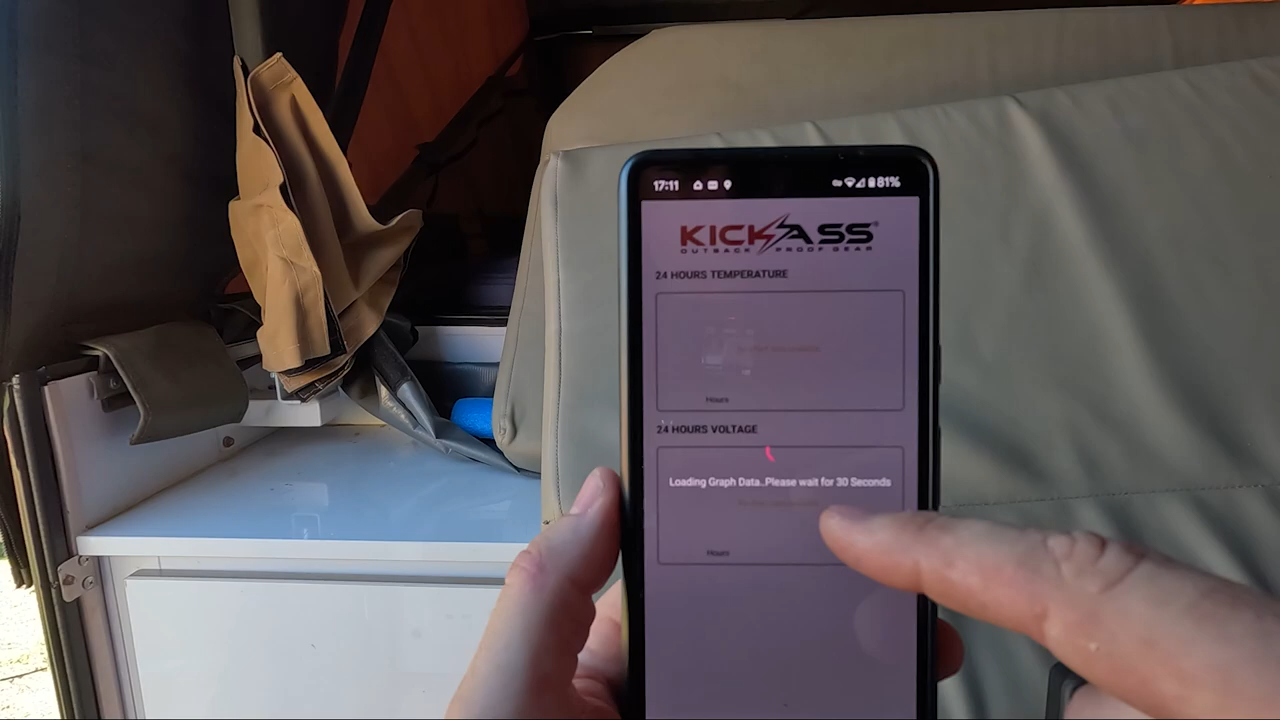 17:11
81%
KICKASS®
OUTBACK PROOF GEAR
24 HOURS TEMPERATURE
Hours
24 HOURS VOLTAGE
Loading Graph Data..Please wait for 30 Seconds
Hours